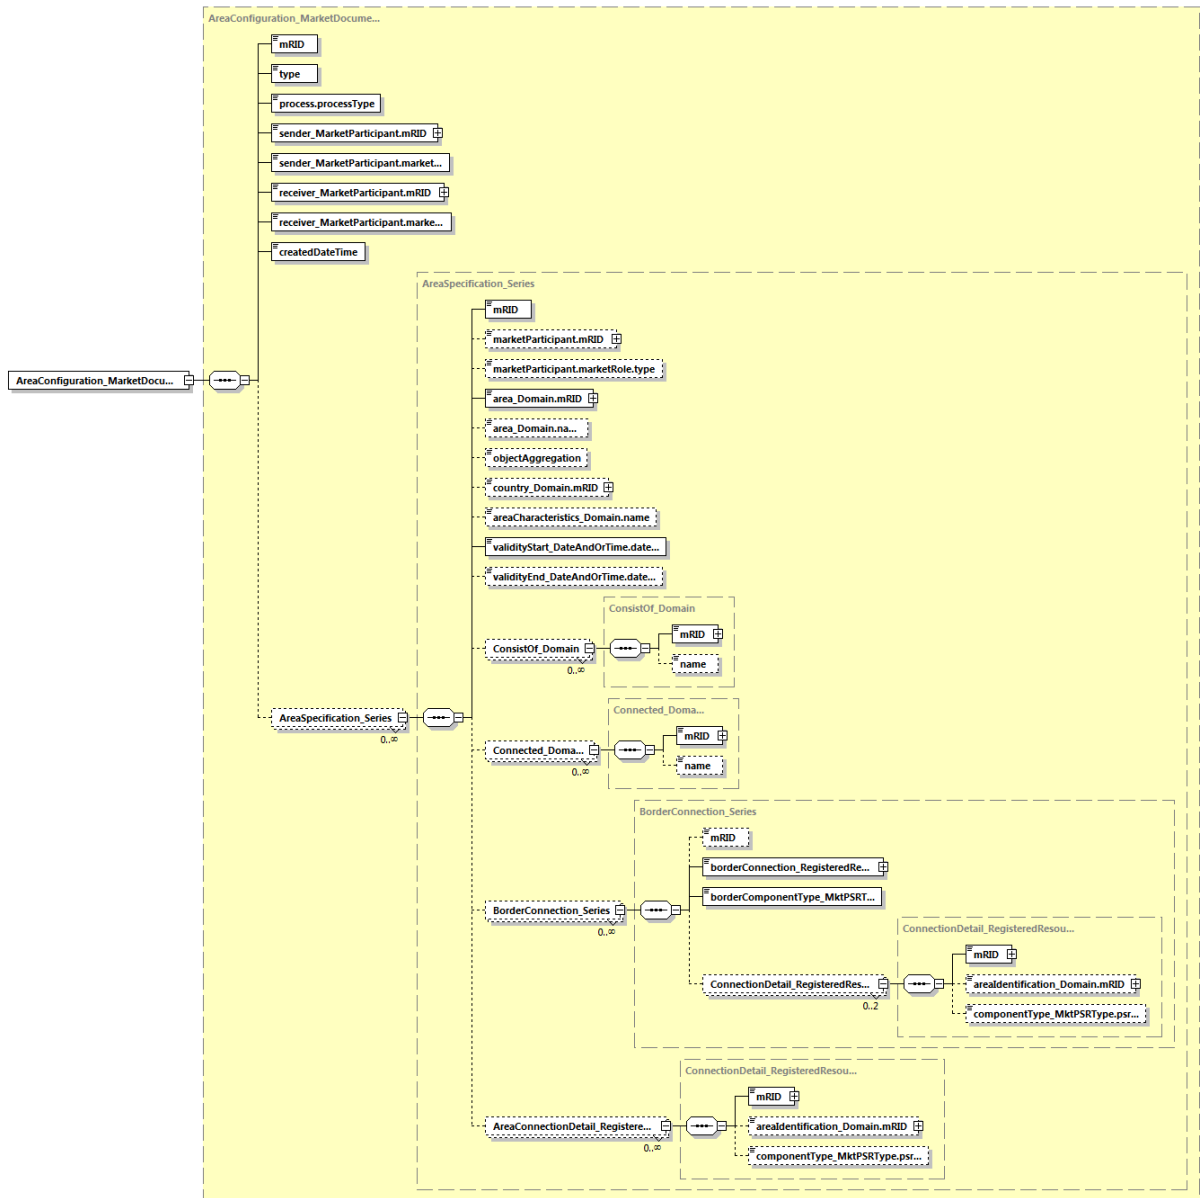 AreaConfiguration_MarketDocume...
mRID
type
process.processType
sender_MarketParticipant.mRID
sender_MarketParticipant.market...
receiver_MarketParticipant.mRID
receiver_MarketParticipant.marke...
createdDateTime
AreaSpecification_Series
mRID
marketParticipant.mRID
marketParticipant.marketRole.type
AreaConfiguration_MarketDocu...
area_Domain.mRID
area_Domain.na...
objectAggregation
country_Domain.mRID
areaCharacteristics_Domain.name
validityStart_DateAndOrTime.date...
validityEnd_DateAndOrTime.date...
ConsistOf_Domain
mRID
ConsistOf_Domain
name
0..∞
Connected_Doma...
AreaSpecification_Series
0..∞
mRID
Connected_Doma...
name
0..∞
BorderConnection_Series
mRID
borderConnection_RegisteredRe...
borderComponentType_MktPSRT...
BorderConnection_Series
0..∞
ConnectionDetail_RegisteredResou...
mRID
ConnectionDetail_RegisteredRes...
areaIdentification_Domain.mRID
0..2
componentType_MktPSRType.psr...
ConnectionDetail_RegisteredResou...
mRID
AreaConnectionDetail_Registere...
areaIdentification_Domain.mRID
0..∞
componentType_MktPSRType.psr...